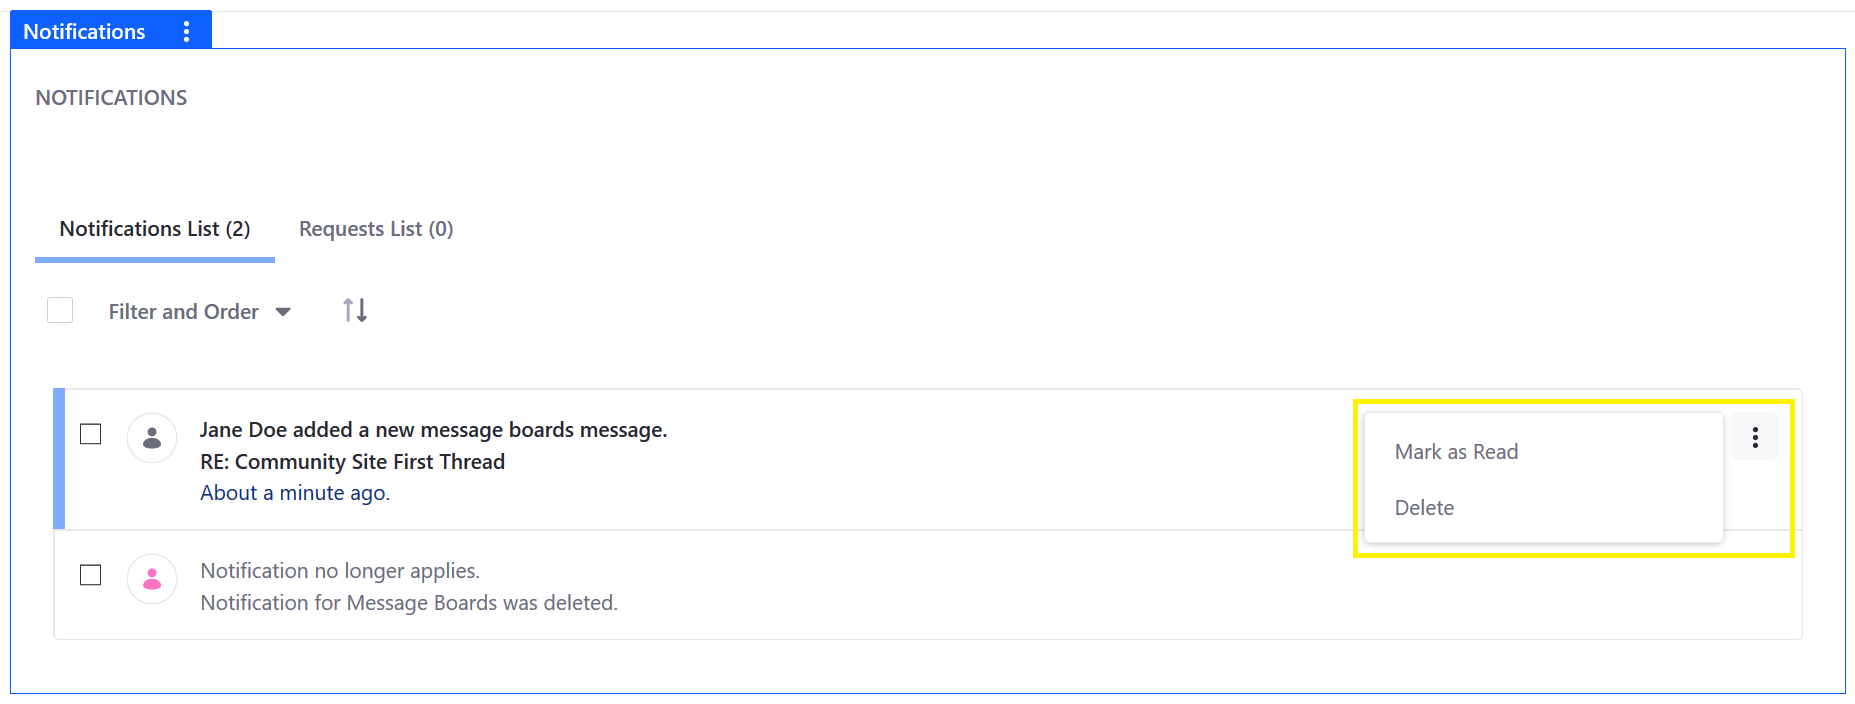 Notifications
NOTIFICATIONS
Notifications List (2)
Requests List (0)
Filter and Order
Jane Doe added a new message boards message.
RE: Community Site First Thread
About a minute ago.
Mark as Read
Delete
Notification no longer applies.
Notification for Message Boards was deleted.